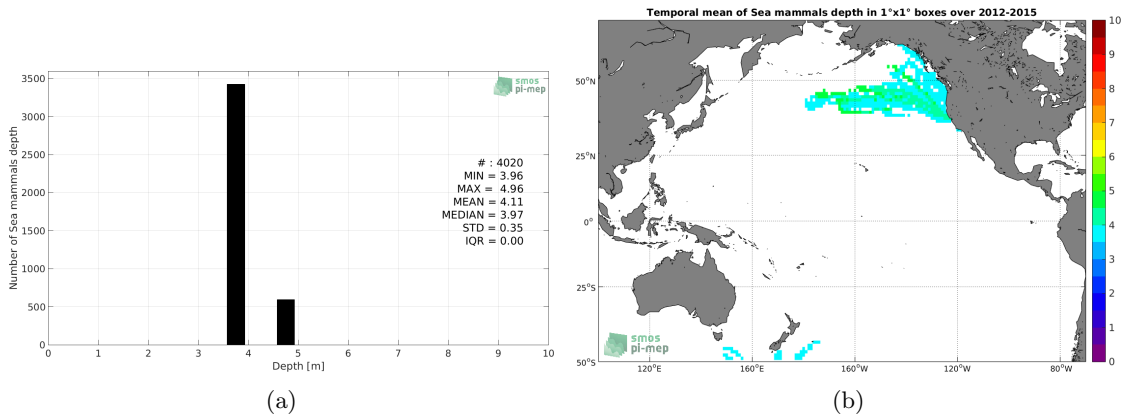 3500
3000
2500
2000
1500
1000
500
0
Number of Sea mammals depth
0 1 2 3 4 5 6 7 8 9 10
Depth [m]
smos
pi-mep
# : 4020
MIN = 3.96
MAX = 4.96
MEAN = 4.11
MEDIAN = 3.97
STD = 0.35
IQR = 0.00
(a)
Temporal mean of Sea mammals depth in 1°x1° boxes over 2012-2015
50°N
25°N
0°
25°S
50°S
120°E 160°E 160°W 120°W 80°W
smos
pi-mep
10
9
8
7
6
5
4
3
2
1
0
(b)